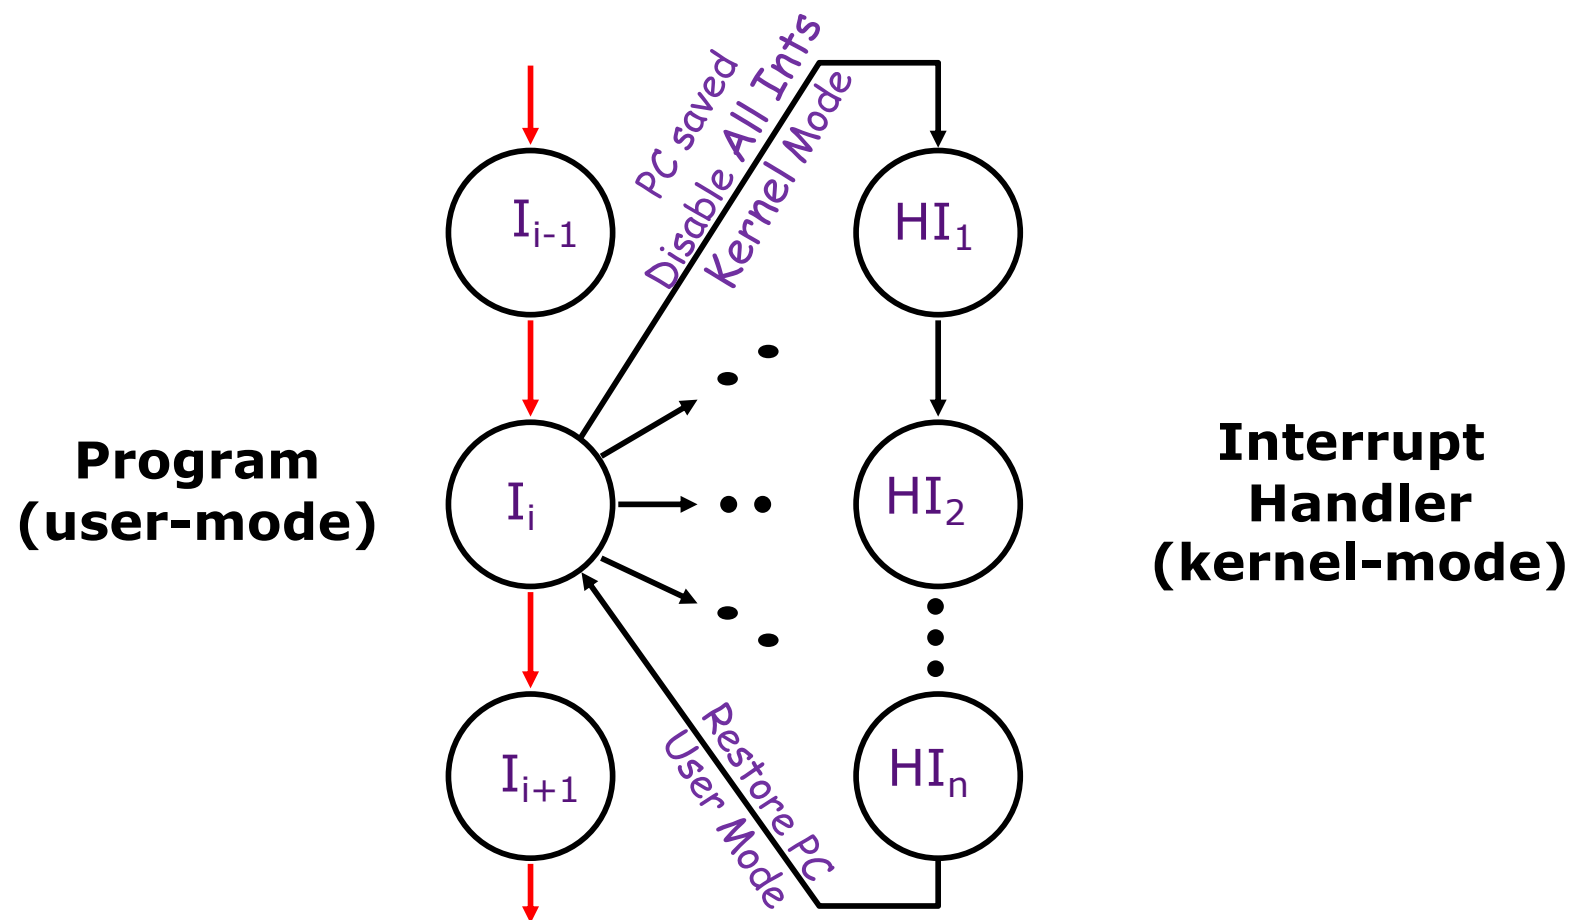 PC saved
Disable All Ints
Kernel Mode
I_{i-1}
HI_1
Program
(user-mode)
I_i
HI_2
Interrupt
Handler
(kernel-mode)
I_{i+1}
HI_n
Restore PC
User Mode